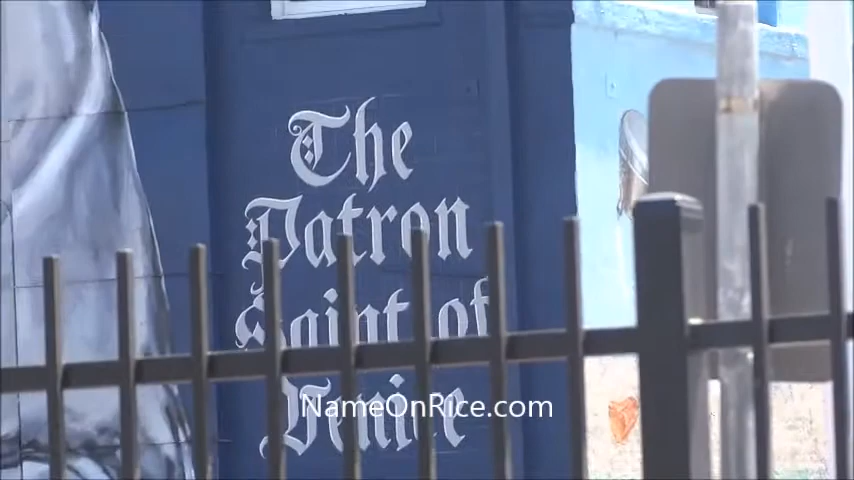 The
Patron
Saint of
Venice
NameOnRice.com